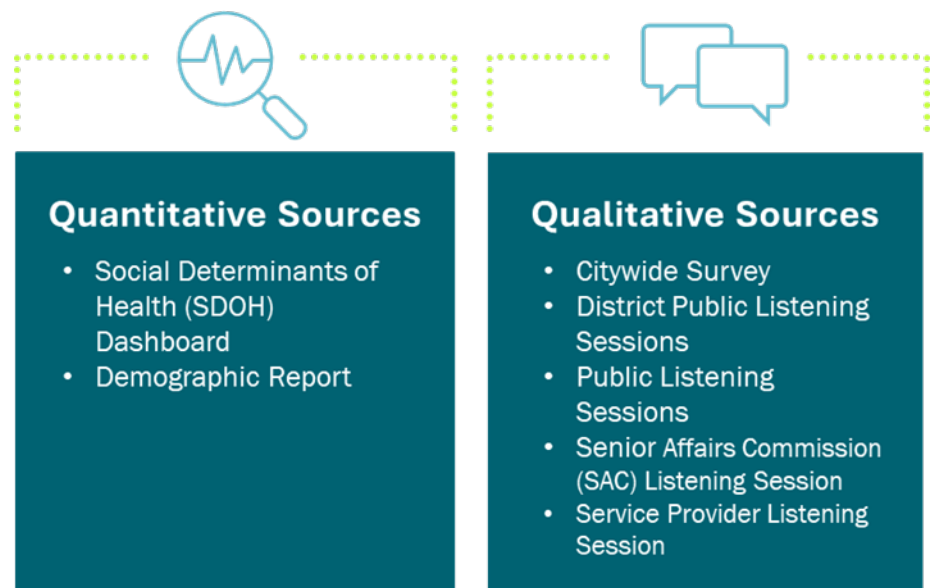 Quantitative Sources
• Social Determinants of
Health (SDOH)
Dashboard
• Demographic Report
Qualitative Sources
• Citywide Survey
• District Public Listening
Sessions
• Public Listening
Sessions
• Senior Affairs Commission
(SAC) Listening Session
• Service Provider Listening
Session